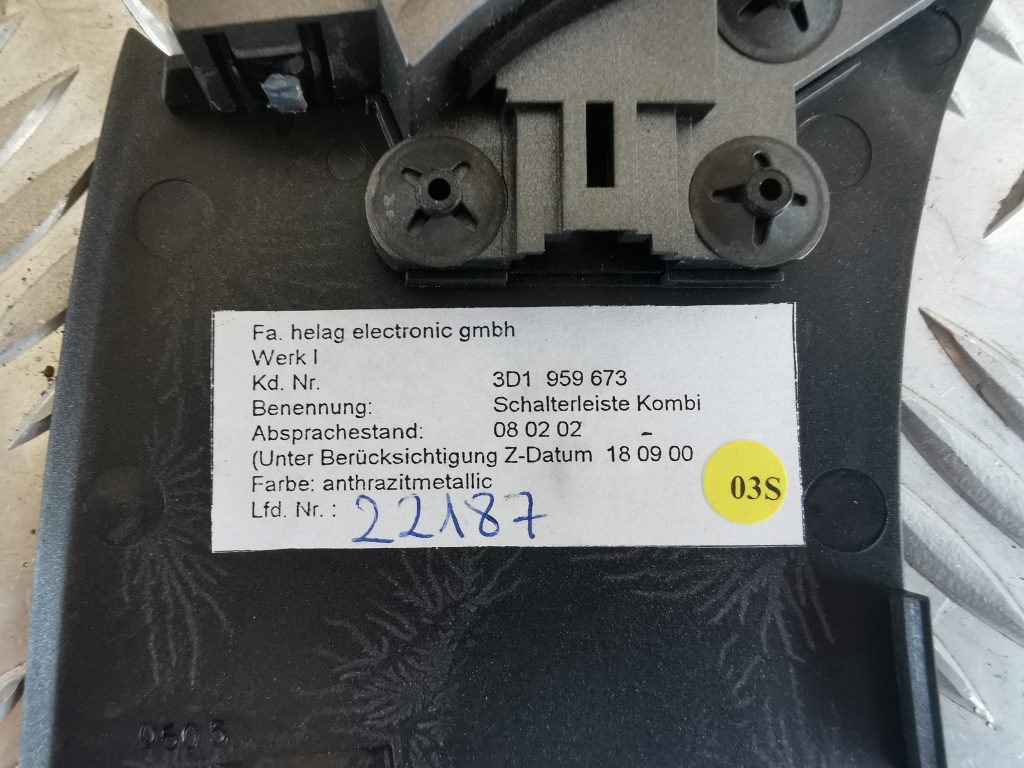 Fa. helag electronic gmbh
Werk I
Kd. Nr. 3D1 959 673
Benennung: Schalterleiste Kombi
Absprachestand: 08 02 02 -
(Unter Berücksichtigung Z-Datum 18 09 00
Farbe: anthrazitmetallic
03S
Lfd. Nr. : 22187